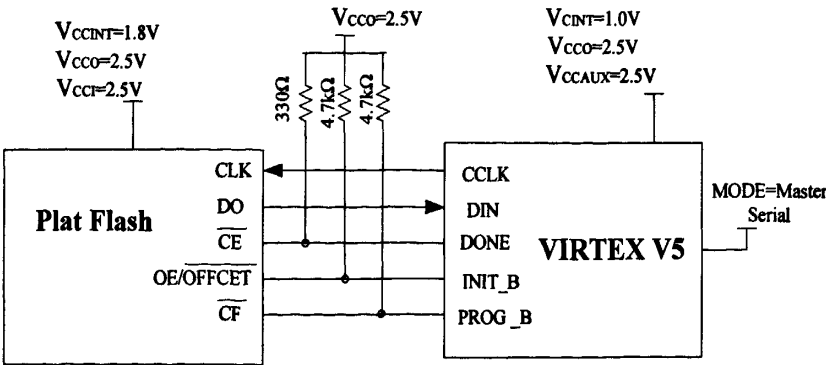 VCCINT=1.8V
VCCO=2.5V
VCCI=2.5V
VCCO=2.5V
VCINT=1.0V
VCCO=2.5V
VCCAUX=2.5V
330Ω
4.7kΩ
4.7kΩ
Plat Flash
CLK
DO
CE
OE/OFFCET
CF
CCLK
DIN
DONE
INIT_B
PROG_B
VIRTEX V5
MODE=Master
Serial